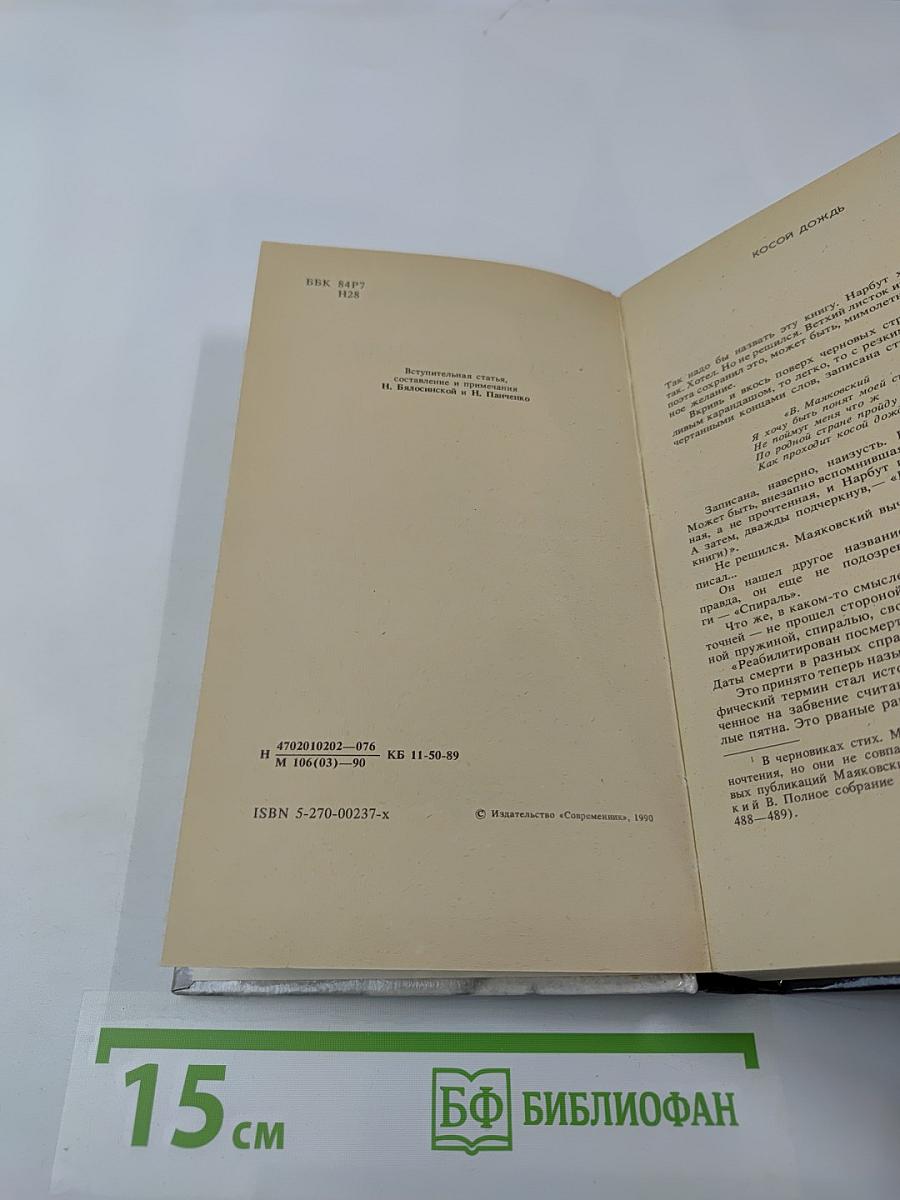 ББК 84Р7
Н28
Вступительная статья,
составление и примечания
Н. Бялосинской и Н. Панченко
Н 4702010202—076
М 106(03)—90
КБ 11-50-89
ISBN 5-270-00237-х
© Издательство «Современник», 1990
КОСОЙ ДОЖДЬ
Так надо бы назвать эту книгу. Нарбут
так. Хотел. Но не решился. Ветхий листок
поэта сохранил это, может быть, мимолет
ное желание.
Вкривь и вкось поверх черновых
ливым карандашом, то легко, то с
чертанными концами слов, записана
«В. Маяковский
Я хочу быть понят моей
Не поймут меня что ж
По родной стране пройду
Как проходит косой
Записана, наверно, наизусть.
Может быть, внезапно вспомнившая
ная, а не прочтенная, и Нарбут
А затем, дважды подчеркнув,—
книги)».
Не решился. Маяковский выч
писал...
Он нашел другое название
правда, он еще не подозре
ги — «Спираль».
Что же, в каком-то смысле
точней — не прошел стороной
ной пружиной, спиралью, сво
«Реабилитирован посмерт
Даты смерти в разных спра
Это принято теперь назы
фический термин стал исто
ченное на забвение считa
лые пятна. Это рваные ра
¹ В черновиках стих. М
ночтения, но они не совпа
вых публикаций Маяковск
кий В. Полное собрание
488—489).
15 см
БФ БИБЛИОФАН